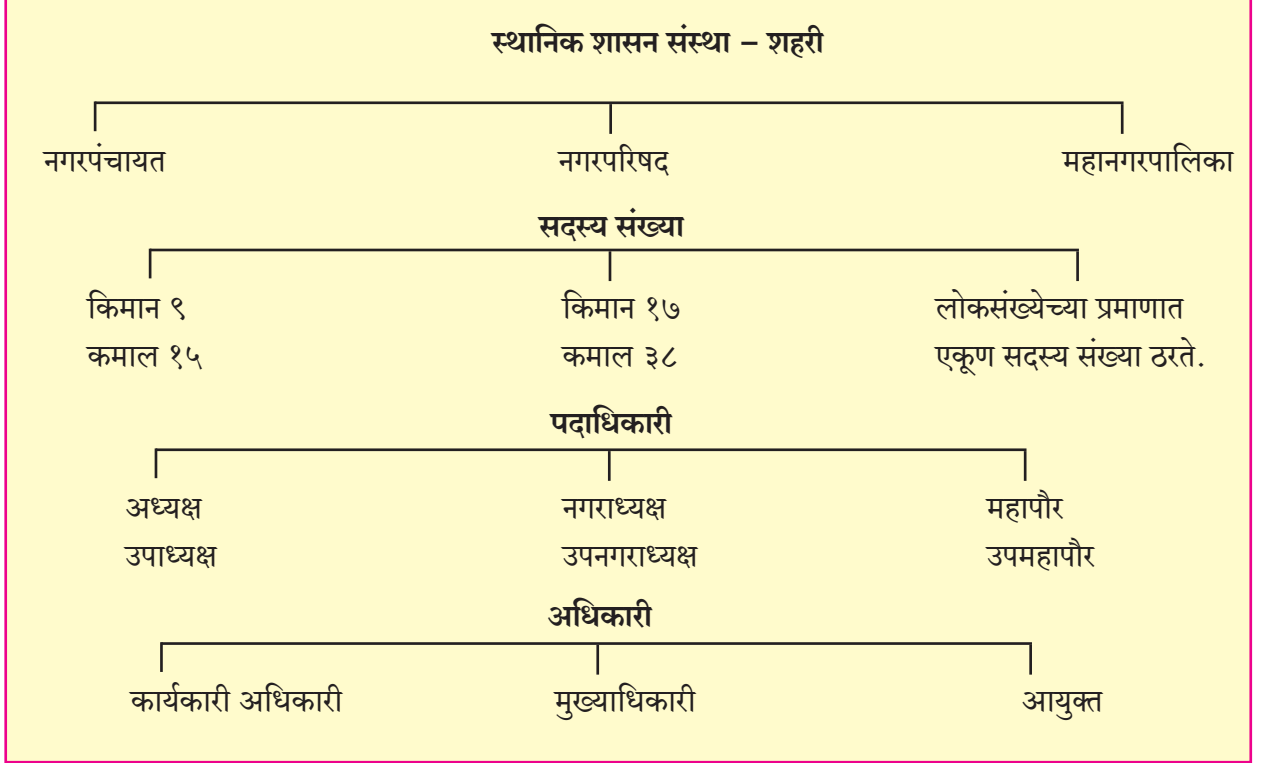 स्थानिक शासन संस्था – शहरी
नगरपंचायत नगरपरिषद महानगरपालिका
सदस्य संख्या
किमान ९ किमान १७ लोकसंख्येच्या प्रमाणात
कमाल १५ कमाल ३८ एकूण सदस्य संख्या ठरते.
पदाधिकारी
अध्यक्ष नगराध्यक्ष महापौर
उपाध्यक्ष उपनगराध्यक्ष उपमहापौर
अधिकारी
कार्यकारी अधिकारी मुख्याधिकारी आयुक्त